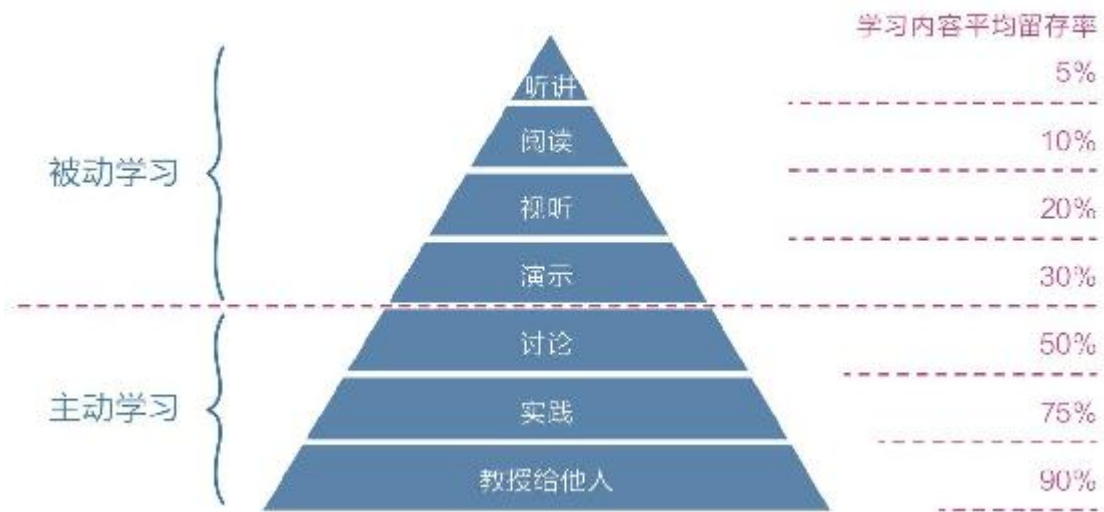 学习内容平均留存率
听讲
5%
阅读
10%
被动学习
视听
20%
演示
30%
讨论
50%
主动学习
实践
75%
教授给他人
90%